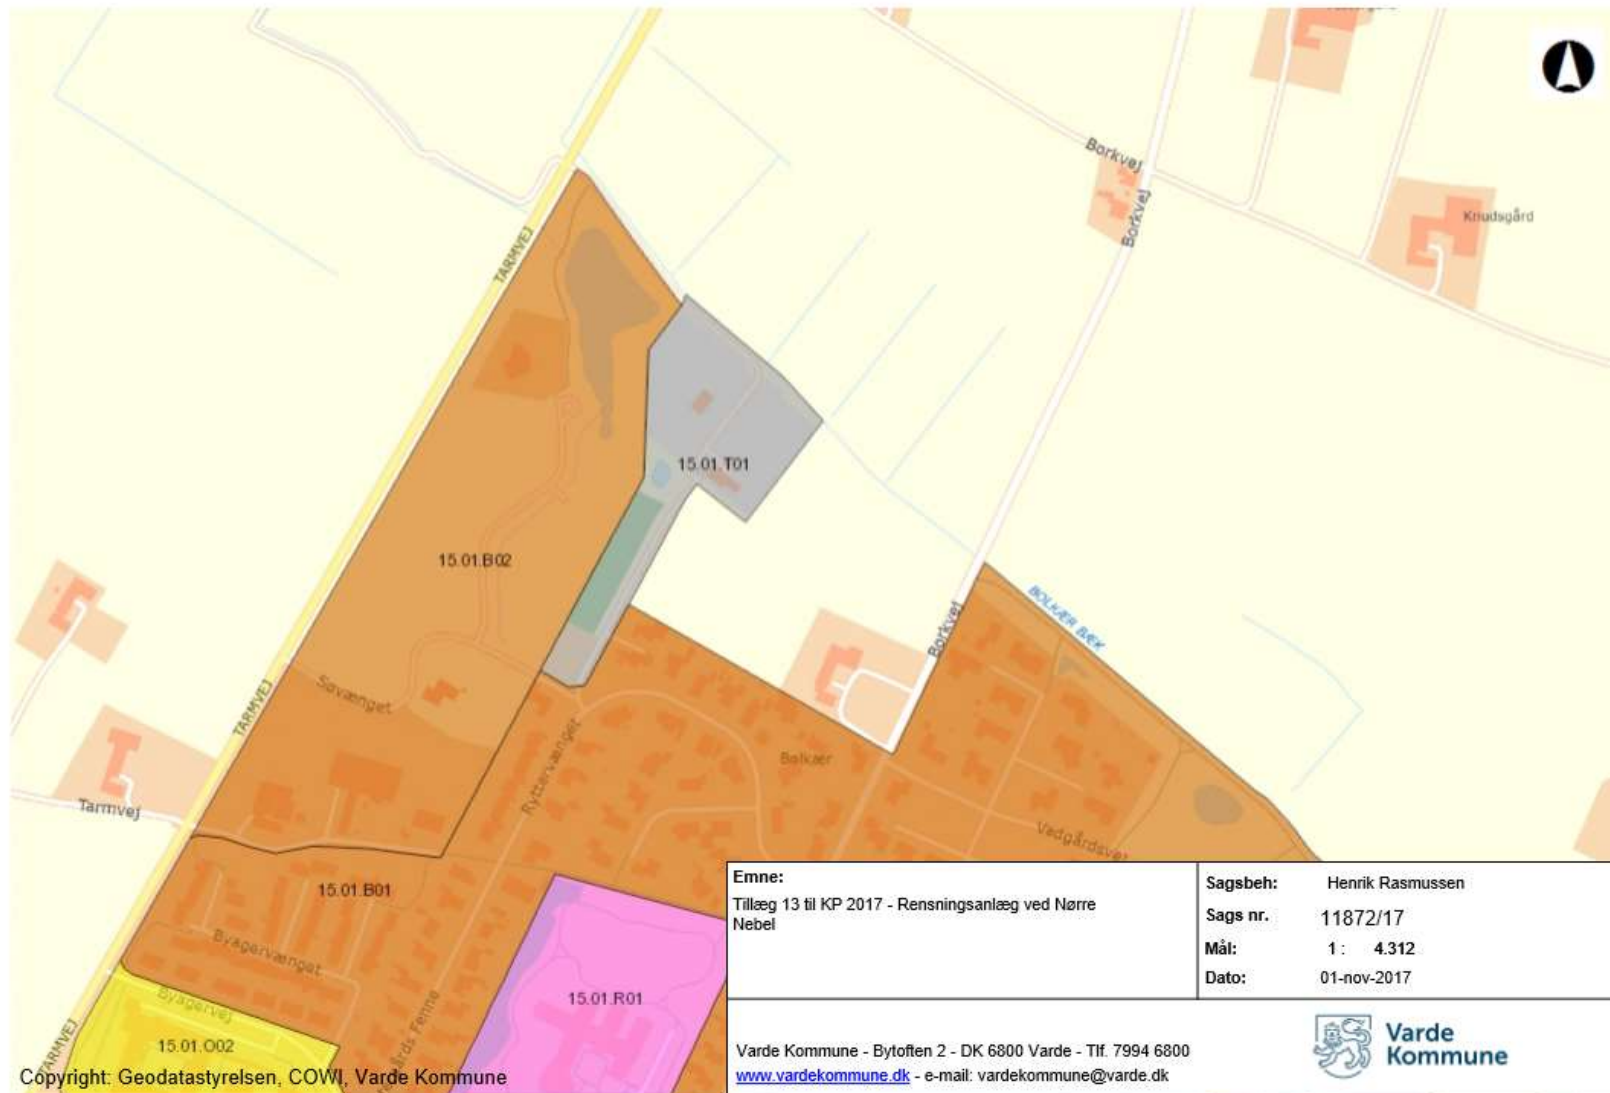 Borkvej
Borkvej
Knudsgård
TARMVEJ
15.01.T01
15.01.B02
BOLKÆR BÆK
Borkvej
Søvænget
TARMVEJ
Ryttervænget
Bolkær
Tarmvej
Vadgårdsvej
15.01.B01
Byagervænget
15.01.R01
Byagervej
15.01.O02
TARMVEJ
Fenne
Copyright: Geodatastyrelsen, COWI, Varde Kommune
Emne:
Tillæg 13 til KP 2017 - Rensningsanlæg ved Nørre
Nebel
Sagsbeh: Henrik Rasmussen
Sags nr. 11872/17
Mål: 1 : 4.312
Dato: 01-nov-2017
Varde Kommune - Bytoften 2 - DK 6800 Varde - Tlf. 7994 6800
www.vardekommune.dk - e-mail: vardekommune@varde.dk
Varde
Kommune